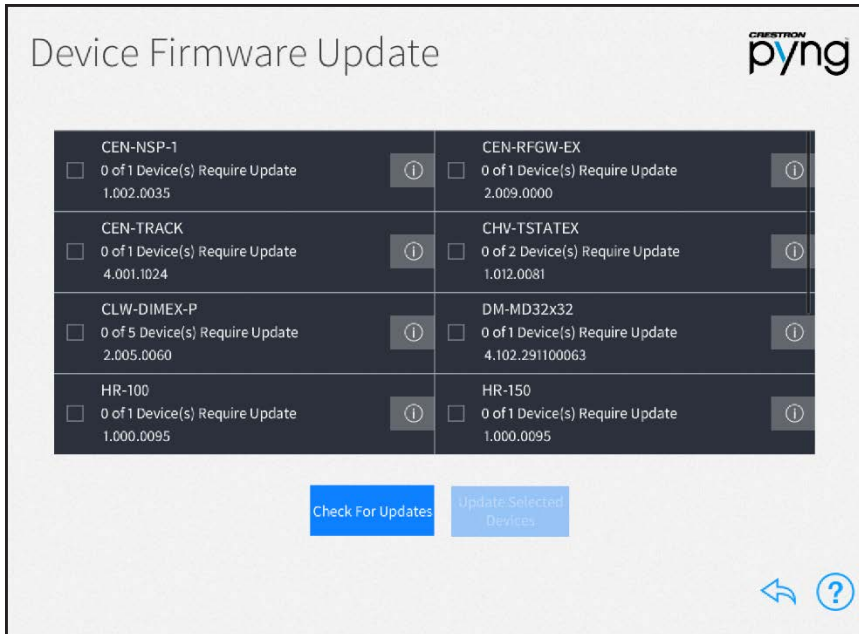 Device Firmware Update
CRESTRON
pyng
CEN-NSP-1
0 of 1 Device(s) Require Update
1.002.0035
CEN-RFGW-EX
0 of 1 Device(s) Require Update
2.009.0000
CEN-TRACK
0 of 1 Device(s) Require Update
4.001.1024
CHV-TSTATEX
0 of 2 Device(s) Require Update
1.012.0081
CLW-DIMEX-P
0 of 5 Device(s) Require Update
2.005.0060
DM-MD32x32
0 of 1 Device(s) Require Update
4.102.291100063
HR-100
0 of 1 Device(s) Require Update
1.000.0095
HR-150
0 of 1 Device(s) Require Update
1.000.0095
Check For Updates
Update Selected
Devices
?